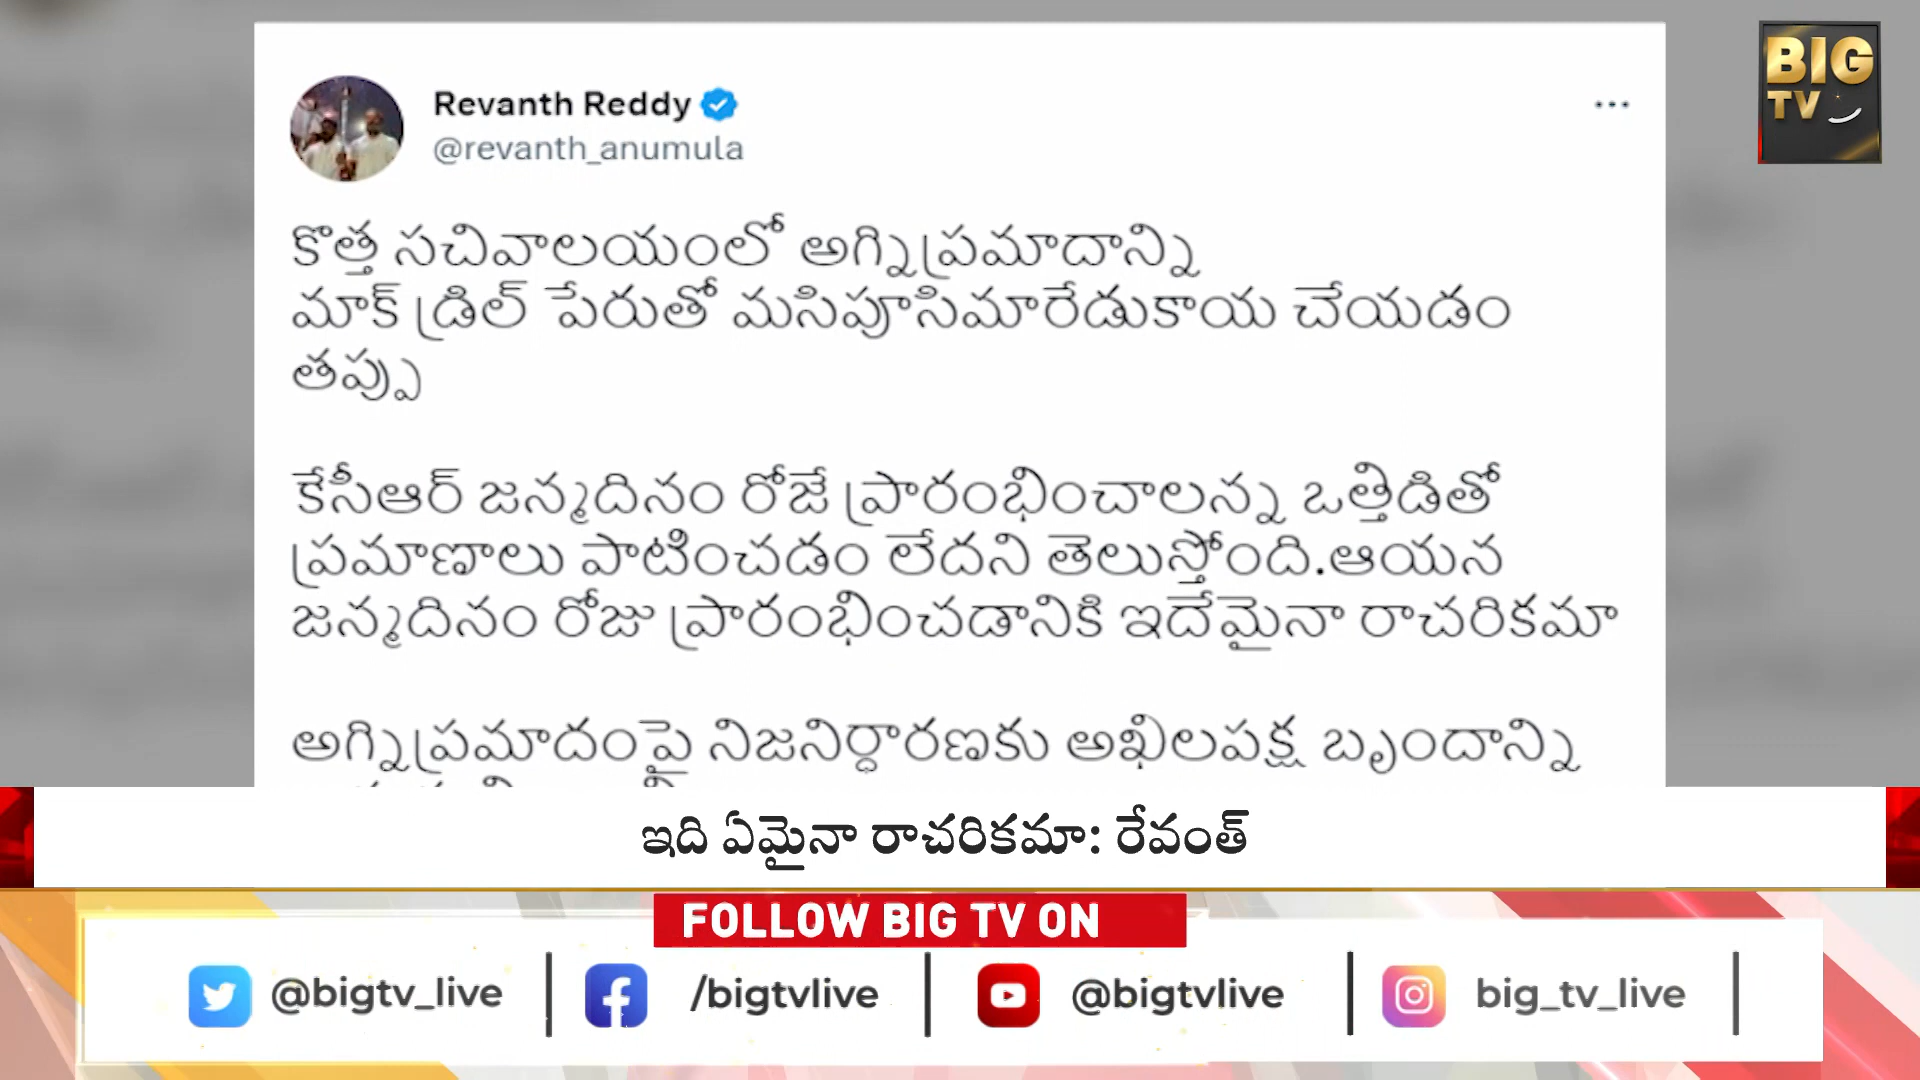 Revanth Reddy
@revanth_anumula
BIG
TV
కొత్త సచివాలయంలో అగ్నిప్రమాదాన్ని
మాక్ డ్రిల్ పేరుతో మసిపూసిమారేడుకాయ చేయడం
తప్పు
కేసీఆర్ జన్మదినం రోజే ప్రారంభించాలన్న ఒత్తిడితో
ప్రమాణాలు పాటించడం లేదని తెలుస్తోంది.ఆయన
జన్మదినం రోజు ప్రారంభించడానికి ఇదేమైనా రాచరికమా
అగ్నిప్రమాదంపై నిజనిర్ధారణకు అఖిలపక్ష బృందాన్ని
ఇది ఏమైనా రాచరికమా: రేవంత్
FOLLOW BIG TV ON
@bigtv_live
/bigtvlive
@bigtvlive
big_tv_live